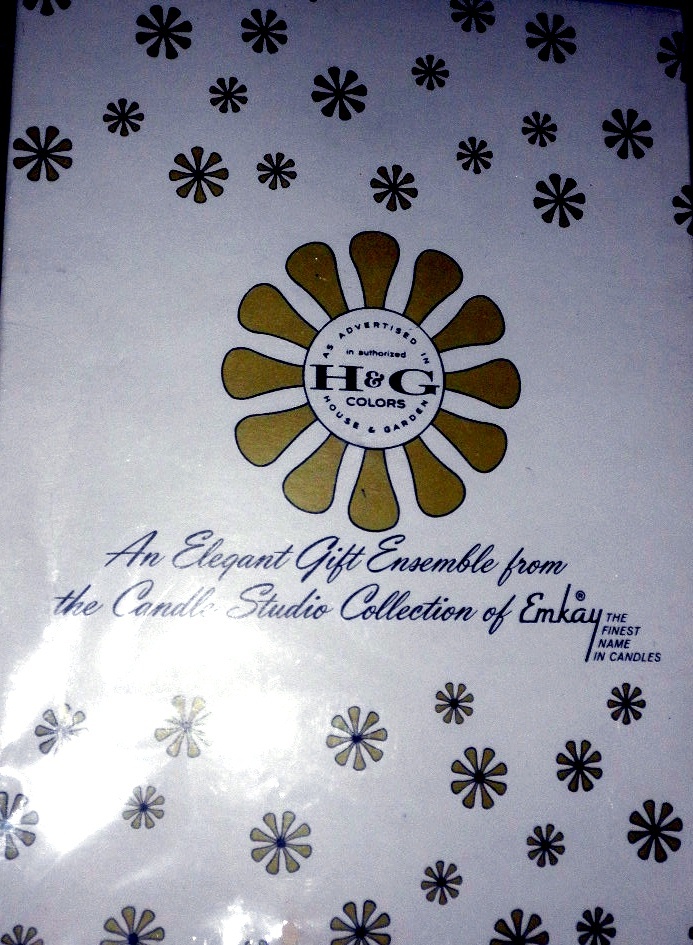 AS ADVERTISED IN
in authorized
H&G
COLORS
HOUSE & GARDEN
An Elegant Gift Ensemble from
the Candle Studio Collection of Emkay®
THE
FINEST
NAME
IN CANDLES